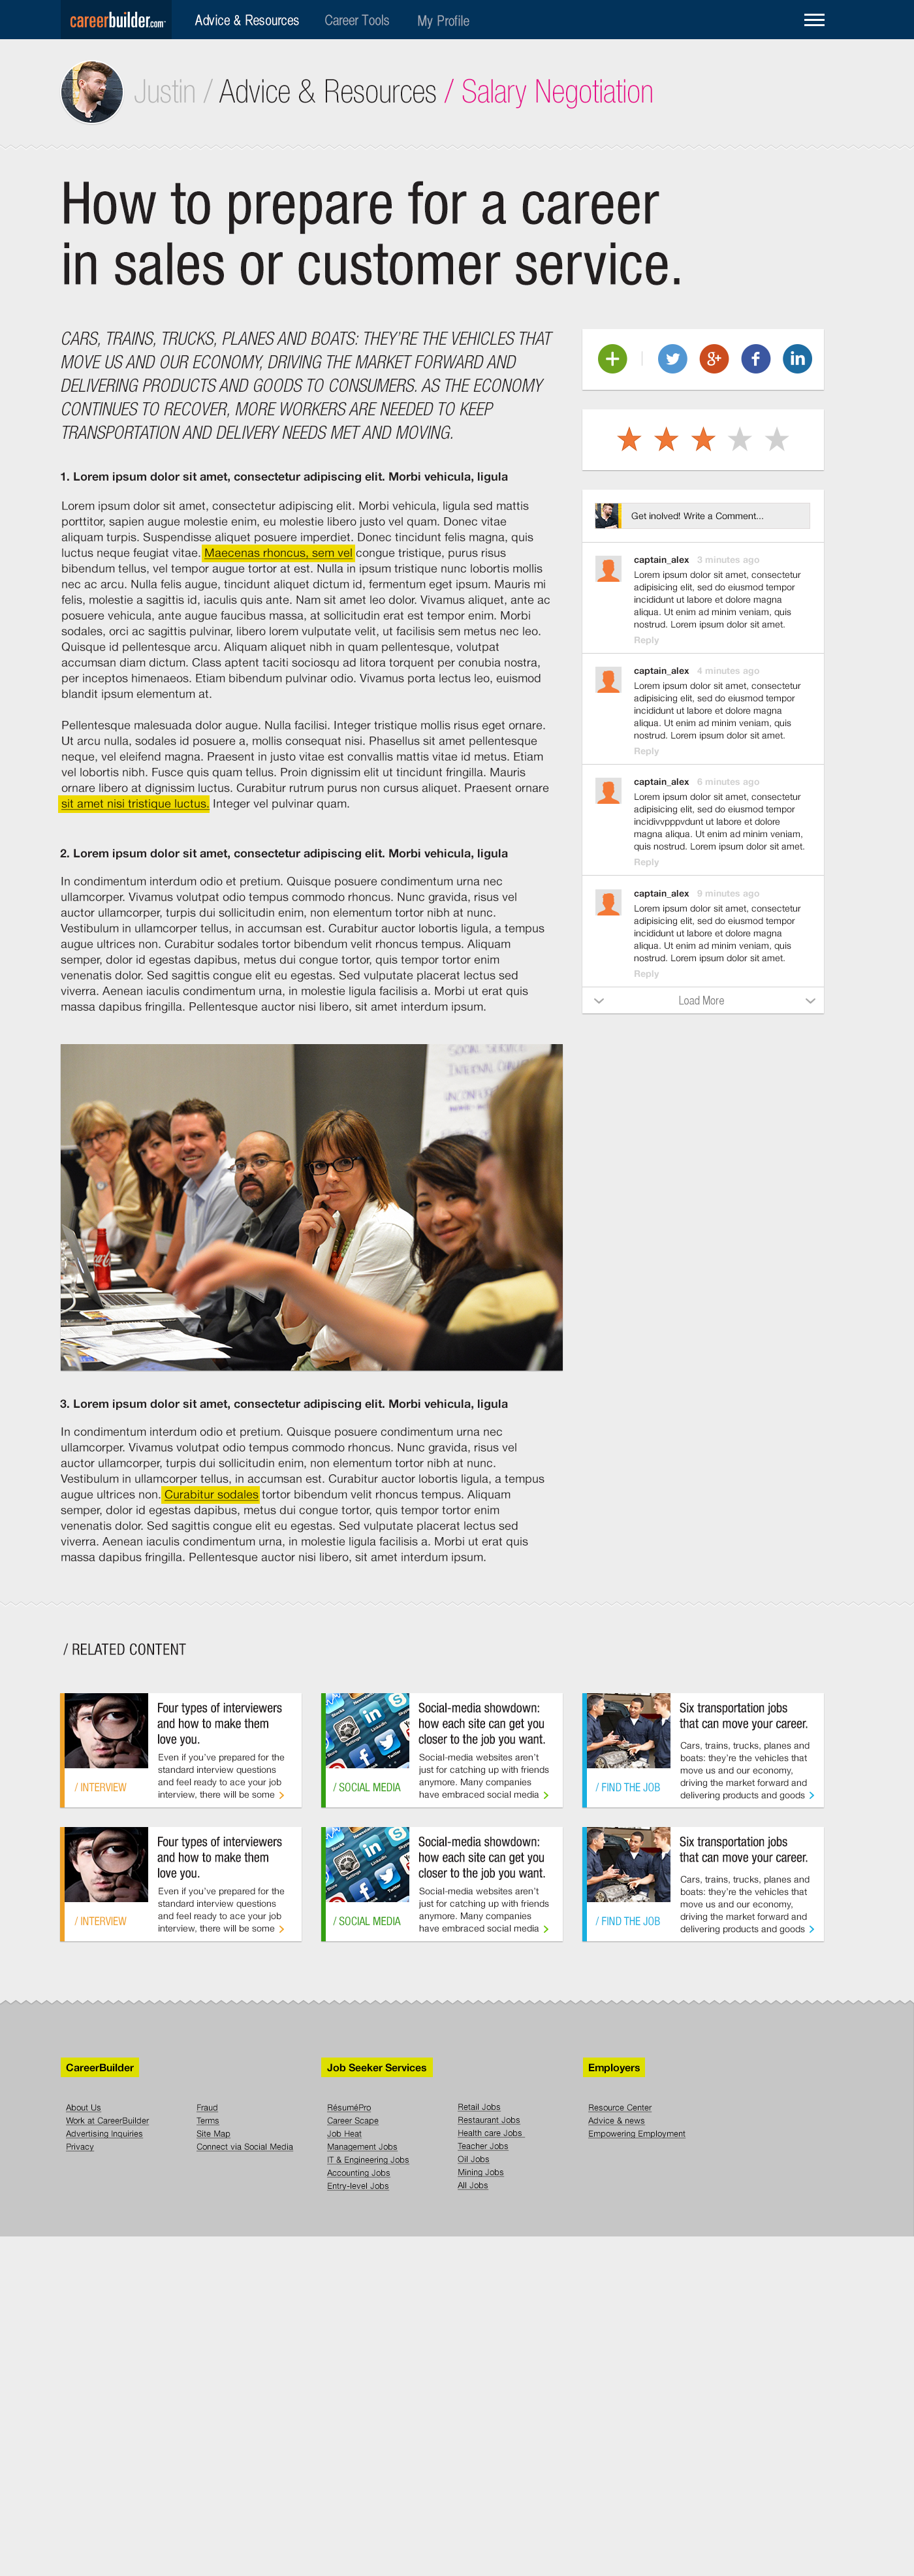 careerbuilder.com
Advice & Resources
Career Tools
My Profile
Justin / Advice & Resources / Salary Negotiation
How to prepare for a career
in sales or customer service.
CARS, TRAINS, TRUCKS, PLANES AND BOATS: THEY'RE THE VEHICLES THAT
MOVE US AND OUR ECONOMY, DRIVING THE MARKET FORWARD AND
DELIVERING PRODUCTS AND GOODS TO CONSUMERS. AS THE ECONOMY
CONTINUES TO RECOVER, MORE WORKERS ARE NEEDED TO KEEP
TRANSPORTATION AND DELIVERY NEEDS MET AND MOVING.
1. Lorem ipsum dolor sit amet, consectetur adipiscing elit. Morbi vehicula, ligula
Lorem ipsum dolor sit amet, consectetur adipiscing elit. Morbi vehicula, ligula sed mattis
porttitor, sapien augue molestie enim, eu molestie libero justo vel quam. Donec vitae
aliquam turpis. Suspendisse aliquet posuere imperdiet. Donec tincidunt felis magna, quis
luctus neque feugiat vitae. Maecenas rhoncus, sem vel congue tristique, purus risus
bibendum tellus, vel tempor augue tortor at est. Nulla in ipsum tristique nunc lobortis mollis
nec ac arcu. Nulla felis augue, tincidunt aliquet dictum id, fermentum eget ipsum. Mauris mi
felis, molestie a sagittis id, iaculis quis ante. Nam sit amet leo dolor. Vivamus aliquet, ante ac
posuere vehicula, ante augue faucibus massa, at sollicitudin erat est tempor enim. Morbi
sodales, orci ac sagittis pulvinar, libero lorem vulputate velit, ut facilisis sem metus nec leo.
Quisque id pellentesque arcu. Aliquam aliquet nibh in quam pellentesque, volutpat
accumsan diam dictum. Class aptent taciti sociosqu ad litora torquent per conubia nostra,
per inceptos himenaeos. Etiam bibendum pulvinar odio. Vivamus porta lectus leo, euismod
blandit ipsum elementum at.
Pellentesque malesuada dolor augue. Nulla facilisi. Integer tristique mollis risus eget ornare.
Ut arcu nulla, sodales id posuere a, mollis consequat nisi. Phasellus sit amet pellentesque
neque, vel eleifend magna. Praesent in justo vitae est convallis mattis vitae id metus. Etiam
vel lobortis nibh. Fusce quis quam tellus. Proin dignissim elit ut tincidunt fringilla. Mauris
ornare libero at dignissim luctus. Curabitur rutrum purus non cursus aliquet. Praesent ornare
sit amet nisi tristique luctus. Integer vel pulvinar quam.
2. Lorem ipsum dolor sit amet, consectetur adipiscing elit. Morbi vehicula, ligula
In condimentum interdum odio et pretium. Quisque posuere condimentum urna nec
ullamcorper. Vivamus volutpat odio tempus commodo rhoncus. Nunc gravida, risus vel
auctor ullamcorper, turpis dui sollicitudin enim, non elementum tortor nibh at nunc.
Vestibulum in ullamcorper tellus, in accumsan est. Curabitur auctor lobortis ligula, a tempus
augue ultrices non. Curabitur sodales tortor bibendum velit rhoncus tempus. Aliquam
semper, dolor id egestas dapibus, metus dui congue tortor, quis tempor tortor enim
venenatis dolor. Sed sagittis congue elit eu egestas. Sed vulputate placerat lectus sed
viverra. Aenean iaculis condimentum urna, in molestie ligula facilisis a. Morbi ut erat quis
massa dapibus fringilla. Pellentesque auctor nisi libero, sit amet interdum ipsum.
3. Lorem ipsum dolor sit amet, consectetur adipiscing elit. Morbi vehicula, ligula
In condimentum interdum odio et pretium. Quisque posuere condimentum urna nec
ullamcorper. Vivamus volutpat odio tempus commodo rhoncus. Nunc gravida, risus vel
auctor ullamcorper, turpis dui sollicitudin enim, non elementum tortor nibh at nunc.
Vestibulum in ullamcorper tellus, in accumsan est. Curabitur auctor lobortis ligula, a tempus
augue ultrices non. Curabitur sodales tortor bibendum velit rhoncus tempus. Aliquam
semper, dolor id egestas dapibus, metus dui congue tortor, quis tempor tortor enim
venenatis dolor. Sed sagittis congue elit eu egestas. Sed vulputate placerat lectus sed
viverra. Aenean iaculis condimentum urna, in molestie ligula facilisis a. Morbi ut erat quis
massa dapibus fringilla. Pellentesque auctor nisi libero, sit amet interdum ipsum.
Get inolved! Write a Comment...
captain_alex 3 minutes ago
Lorem ipsum dolor sit amet, consectetur
adipisicing elit, sed do eiusmod tempor
incididunt ut labore et dolore magna
aliqua. Ut enim ad minim veniam, quis
nostrud. Lorem ipsum dolor sit amet.
Reply
captain_alex 4 minutes ago
Lorem ipsum dolor sit amet, consectetur
adipisicing elit, sed do eiusmod tempor
incididunt ut labore et dolore magna
aliqua. Ut enim ad minim veniam, quis
nostrud. Lorem ipsum dolor sit amet.
Reply
captain_alex 6 minutes ago
Lorem ipsum dolor sit amet, consectetur
adipisicing elit, sed do eiusmod tempor
incidivvpppvdunt ut labore et dolore
magna aliqua. Ut enim ad minim veniam,
quis nostrud. Lorem ipsum dolor sit amet.
Reply
captain_alex 9 minutes ago
Lorem ipsum dolor sit amet, consectetur
adipisicing elit, sed do eiusmod tempor
incididunt ut labore et dolore magna
aliqua. Ut enim ad minim veniam, quis
nostrud. Lorem ipsum dolor sit amet.
Reply
Load More
/ RELATED CONTENT
Four types of interviewers
and how to make them
love you.
Even if you've prepared for the
standard interview questions
and feel ready to ace your job
interview, there will be some
/ INTERVIEW
Social-media showdown:
how each site can get you
closer to the job you want.
Social-media websites aren't
just for catching up with friends
anymore. Many companies
have embraced social media
/ SOCIAL MEDIA
Six transportation jobs
that can move your career.
Cars, trains, trucks, planes and
boats: they're the vehicles that
move us and our economy,
driving the market forward and
delivering products and goods
/ FIND THE JOB
Four types of interviewers
and how to make them
love you.
Even if you've prepared for the
standard interview questions
and feel ready to ace your job
interview, there will be some
/ INTERVIEW
Social-media showdown:
how each site can get you
closer to the job you want.
Social-media websites aren't
just for catching up with friends
anymore. Many companies
have embraced social media
/ SOCIAL MEDIA
Six transportation jobs
that can move your career.
Cars, trains, trucks, planes and
boats: they're the vehicles that
move us and our economy,
driving the market forward and
delivering products and goods
/ FIND THE JOB
CareerBuilder
About Us
Work at CareerBuilder
Advertising Inquiries
Privacy
Fraud
Terms
Site Map
Connect via Social Media
Job Seeker Services
RésuméPro
Career Scape
Job Heat
Management Jobs
IT & Engineering Jobs
Accounting Jobs
Entry-level Jobs
Retail Jobs
Restaurant Jobs
Health care Jobs
Teacher Jobs
Oil Jobs
Mining Jobs
All Jobs
Employers
Resource Center
Advice & news
Empowering Employment